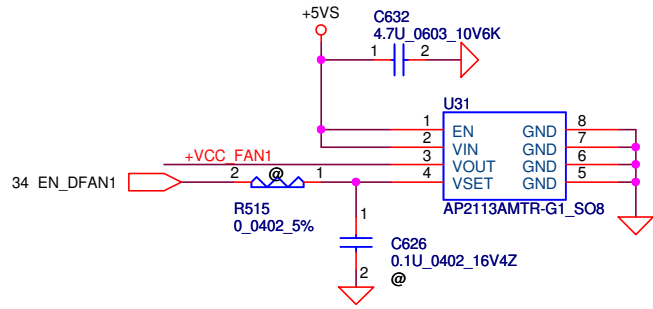 +5VS
C632
4.7U_0603_10V6K
1 2
U31
1 EN GND 8
2 VIN GND 7
+VCC_FAN1 3 VOUT GND 6
34 EN_DFAN1 2 @ 1 4 VSET GND 5
AP2113AMTR-G1_SO8
R515
0_0402_5%
1
C626
0.1U_0402_16V4Z
2
@